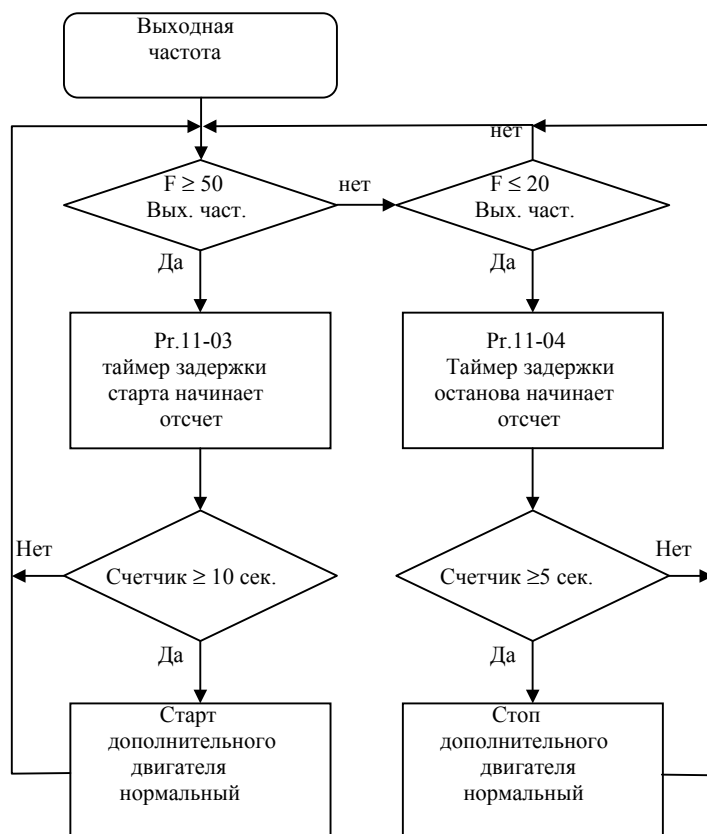 Выходная
частота
нет
F ≥ 50
Вых. част.
нет
F ≤ 20
Вых. част.
Да
Да
Pr.11-03
таймер задержки
старта начинает
отсчет
Pr.11-04
Таймер задержки
останова начинает
отсчет
Нет
Счетчик ≥ 10 сек.
Счетчик ≥5 сек.
Нет
Да
Да
Старт
дополнительного
двигателя
нормальный
Стоп
дополнительного
двигателя
нормальный